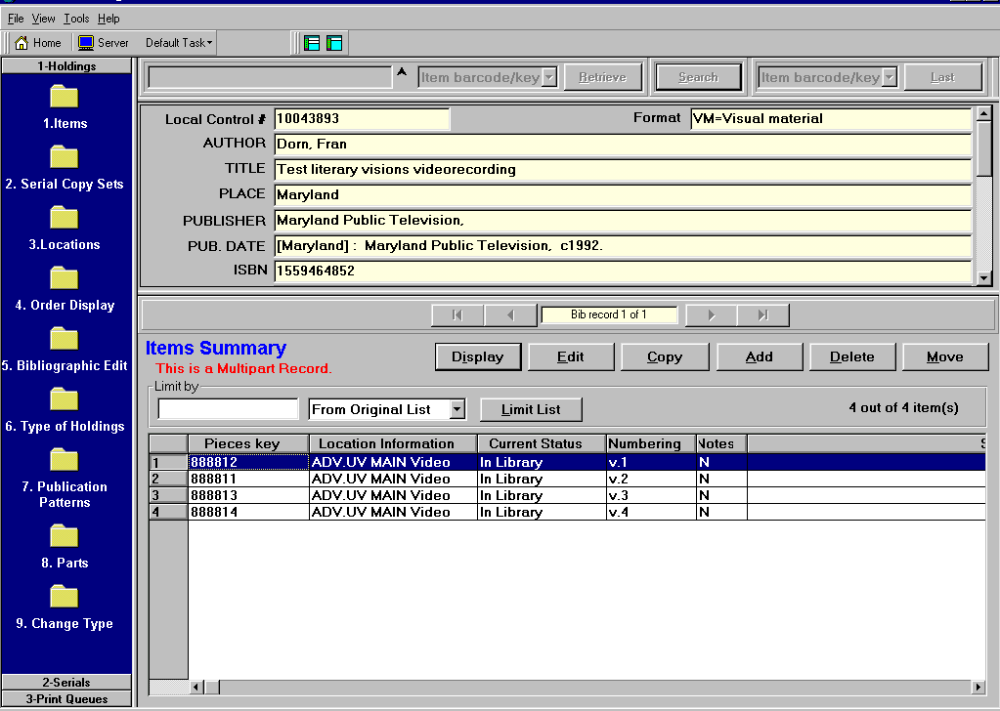 File View Tools Help
Home Server Default Task
1-Holdings
1.Items
2. Serial Copy Sets
3.Locations
4. Order Display
5. Bibliographic Edit
6. Type of Holdings
7. Publication
Patterns
8. Parts
9. Change Type
2-Serials
3-Print Queues
Item barcode/key Retrieve Search Item barcode/key Last
Local Control # 10043893 Format VM=Visual material
AUTHOR Dorn, Fran
TITLE Test literary visions videorecording
PLACE Maryland
PUBLISHER Maryland Public Television,
PUB. DATE [Maryland] : Maryland Public Television, c1992.
ISBN 1559464852
Bib record 1 of 1
Items Summary
This is a Multipart Record.
Display Edit Copy Add Delete Move
Limit by
From Original List Limit List 4 out of 4 item(s)
Pieces key Location Information Current Status Numbering Notes S
1 888812 ADV.UV MAIN Video In Library v.1 N
2 888811 ADV.UV MAIN Video In Library v.2 N
3 888813 ADV.UV MAIN Video In Library v.3 N
4 888814 ADV.UV MAIN Video In Library v.4 N